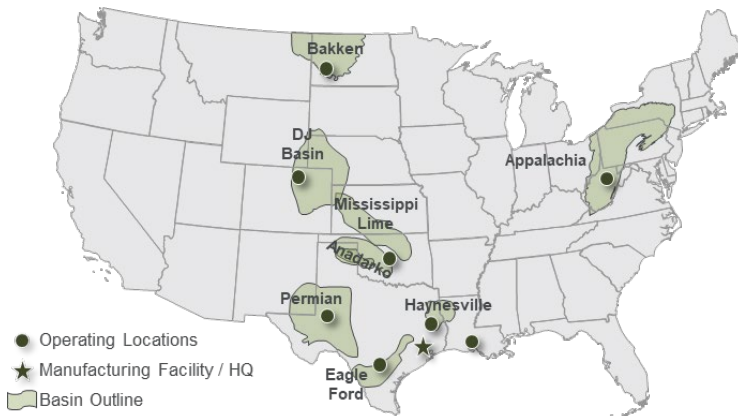 Bakken
DJ
Basin
Appalachia
Mississippi
Lime
Anadarko
Permian
Haynesville
Eagle
Ford
Operating Locations
Manufacturing Facility / HQ
Basin Outline